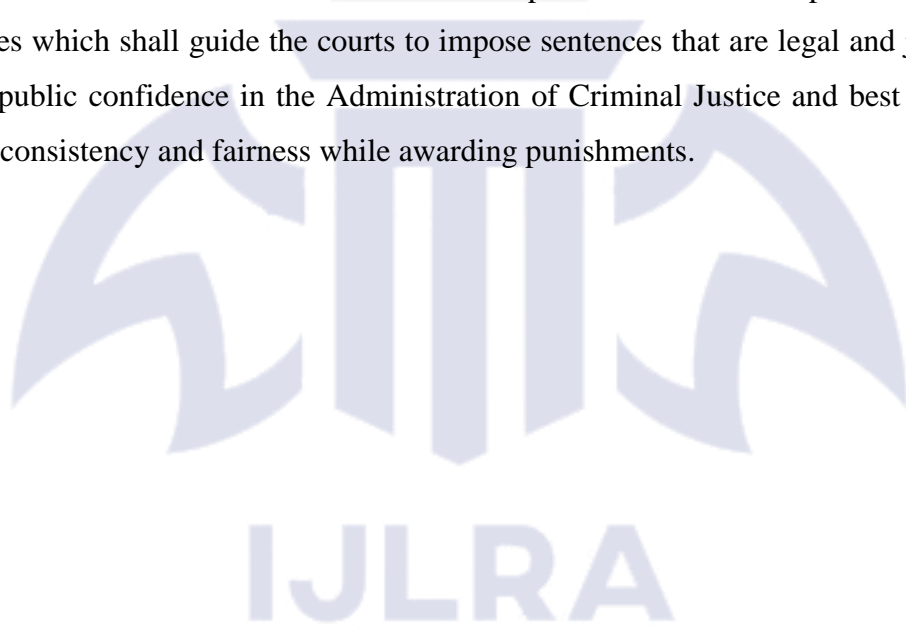 es which shall guide the courts to impose sentences that are legal and
public confidence in the Administration of Criminal Justice and best
consistency and fairness while awarding punishments.
IJLRA